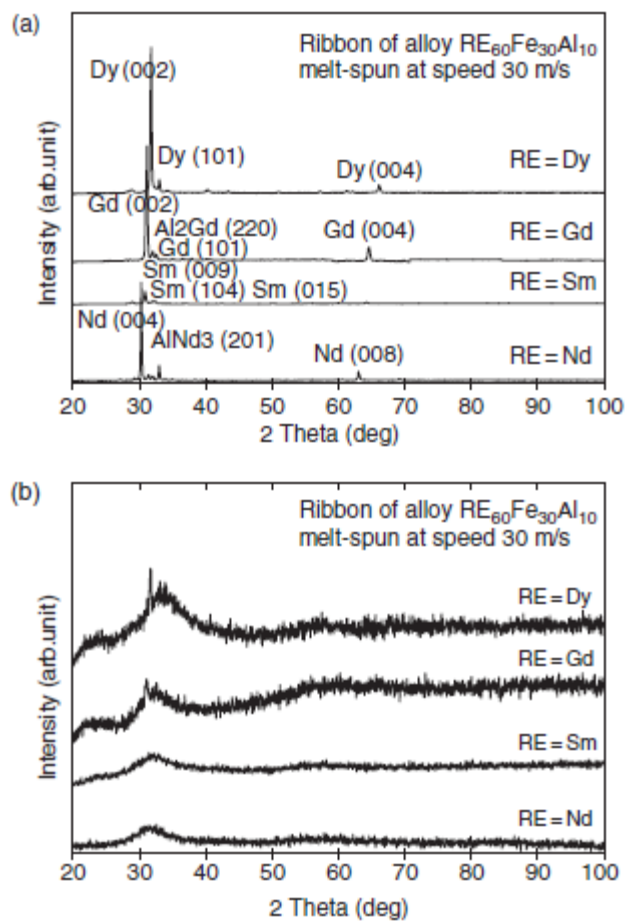 (a)
Ribbon of alloy RE60Fe30Al10
melt-spun at speed 30 m/s
Dy (002)
Dy (101)
Dy (004)
RE=Dy
Gd (002)
Al2Gd (220)
Gd (004)
RE=Gd
Gd (101)
Sm (009)
Sm (104) Sm (015)
RE=Sm
Nd (004)
AlNd3 (201)
Nd (008)
RE=Nd
Intensity (arb.unit)
20 30 40 50 60 70 80 90 100
2 Theta (deg)
(b)
Ribbon of alloy RE60Fe30Al10
melt-spun at speed 30 m/s
RE=Dy
RE=Gd
RE=Sm
RE=Nd
Intensity (arb.unit)
20 30 40 50 60 70 80 90 100
2 Theta (deg)